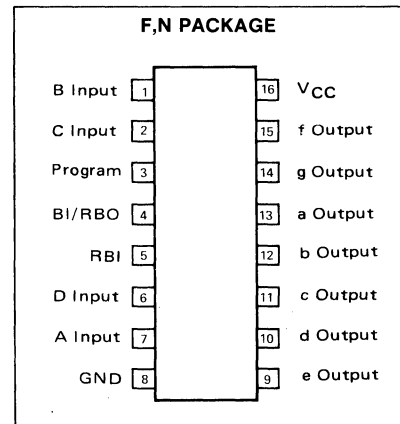 F,N PACKAGE
B Input 1 16 VCC
C Input 2 15 f Output
Program 3 14 g Output
BI/RBO 4 13 a Output
RBI 5 12 b Output
D Input 6 11 c Output
A Input 7 10 d Output
GND 8 9 e Output